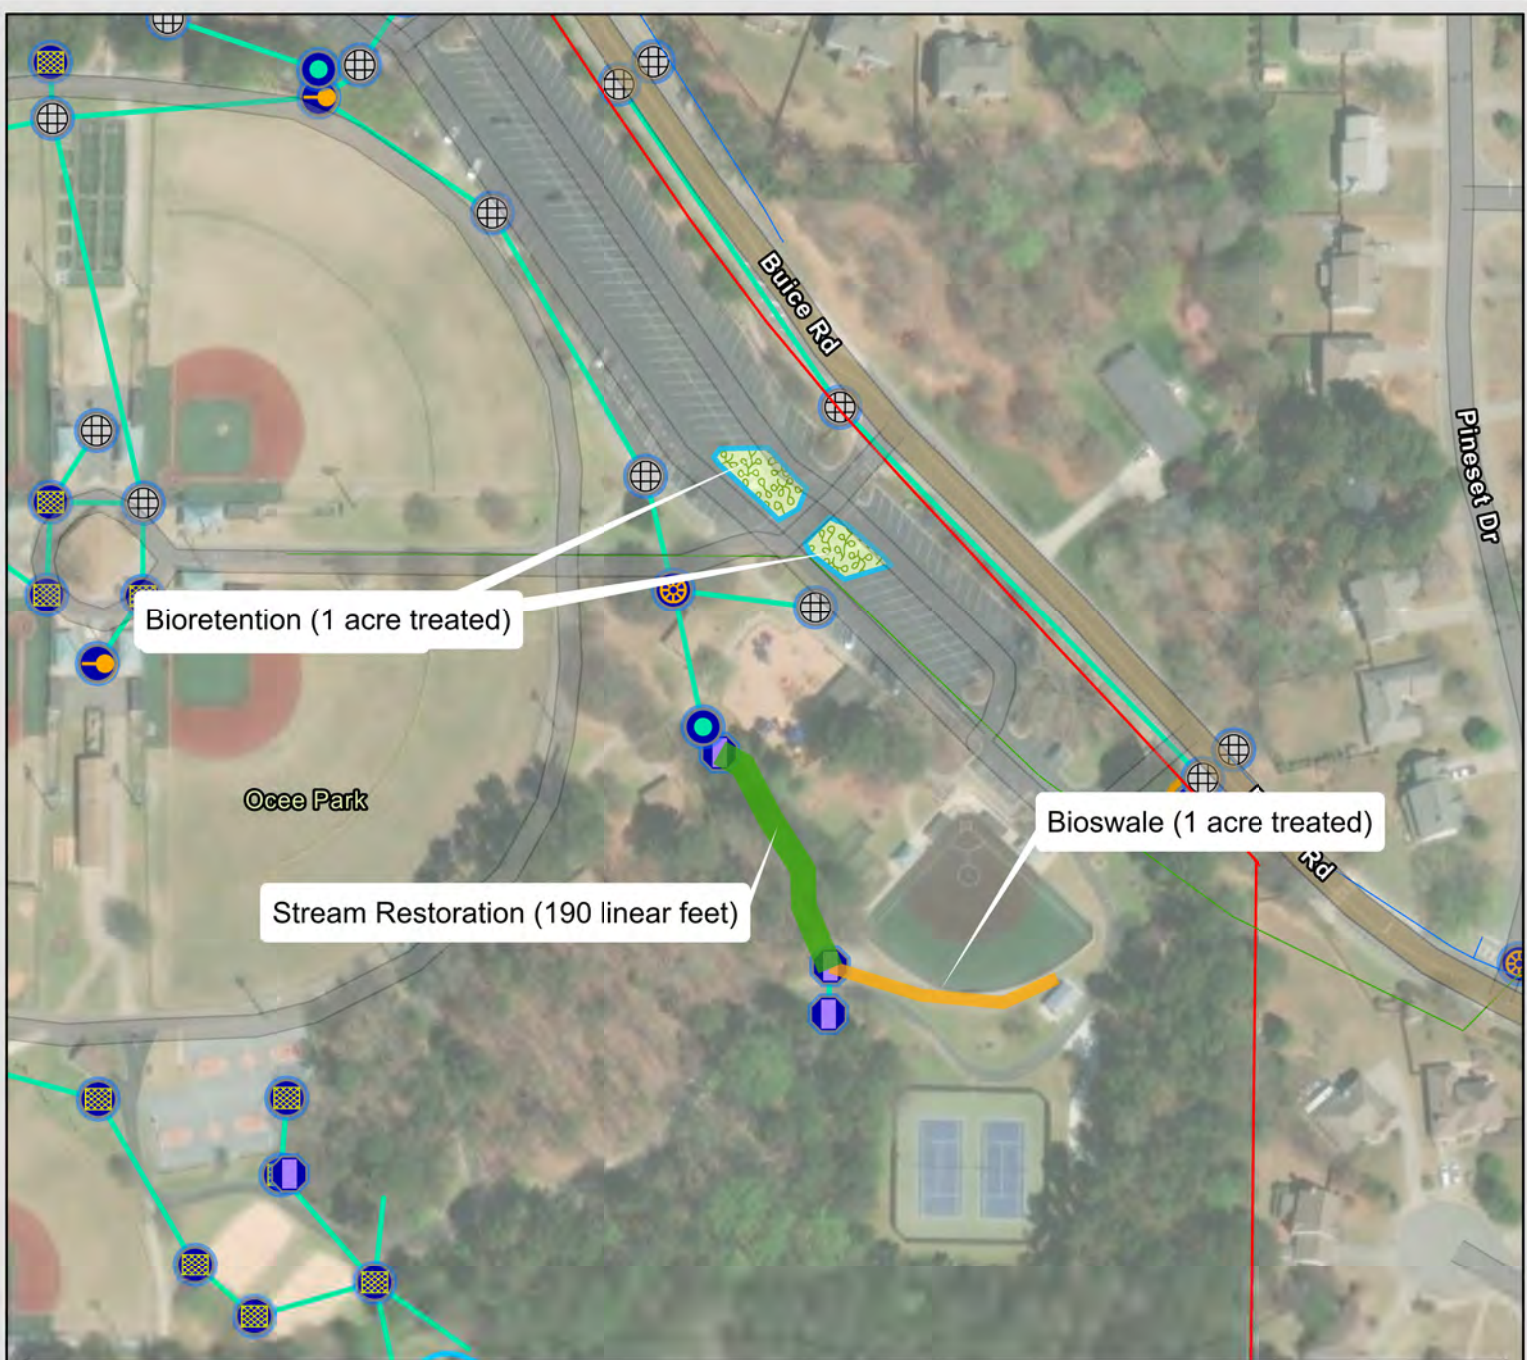 Buice Rd
Pineset Dr
Bioretention (1 acre treated)
Ocee Park
Bioswale (1 acre treated)
Rd
Stream Restoration (190 linear feet)